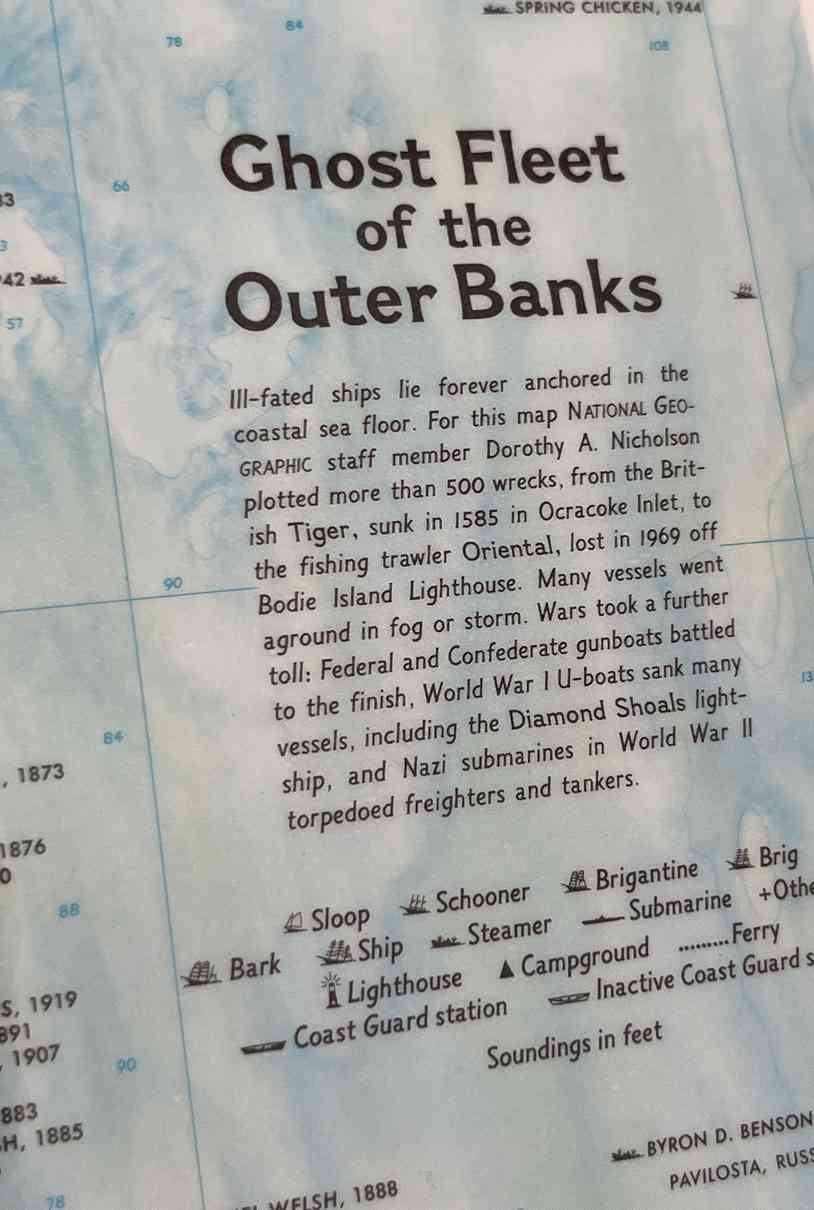 SPRING CHICKEN, 1944
84
78
108
Ghost Fleet
66
of the
Outer Banks
42
57
Ill-fated ships lie forever anchored in the
coastal sea floor. For this map NATIONAL GEO-
GRAPHIC staff member Dorothy A. Nicholson
plotted more than 500 wrecks, from the Brit-
ish Tiger, sunk in 1585 in Ocracoke Inlet, to
the fishing trawler Oriental, lost in 1969 off
Bodie Island Lighthouse. Many vessels went
90
aground in fog or storm. Wars took a further
toll: Federal and Confederate gunboats battled
to the finish, World War I U-boats sank many
vessels, including the Diamond Shoals light-
ship, and Nazi submarines in World War II
torpedoed freighters and tankers.
84
, 1873
1876
0
88
Sloop Schooner Brigantine Brig
Bark Ship Steamer Submarine +Othe
Lighthouse Campground .........Ferry
Coast Guard station Inactive Coast Guard s
Soundings in feet
S, 1919
891
, 1907
90
883
H, 1885
78
WELSH, 1888
BYRON D. BENSON
PAVILOSTA, RUSS